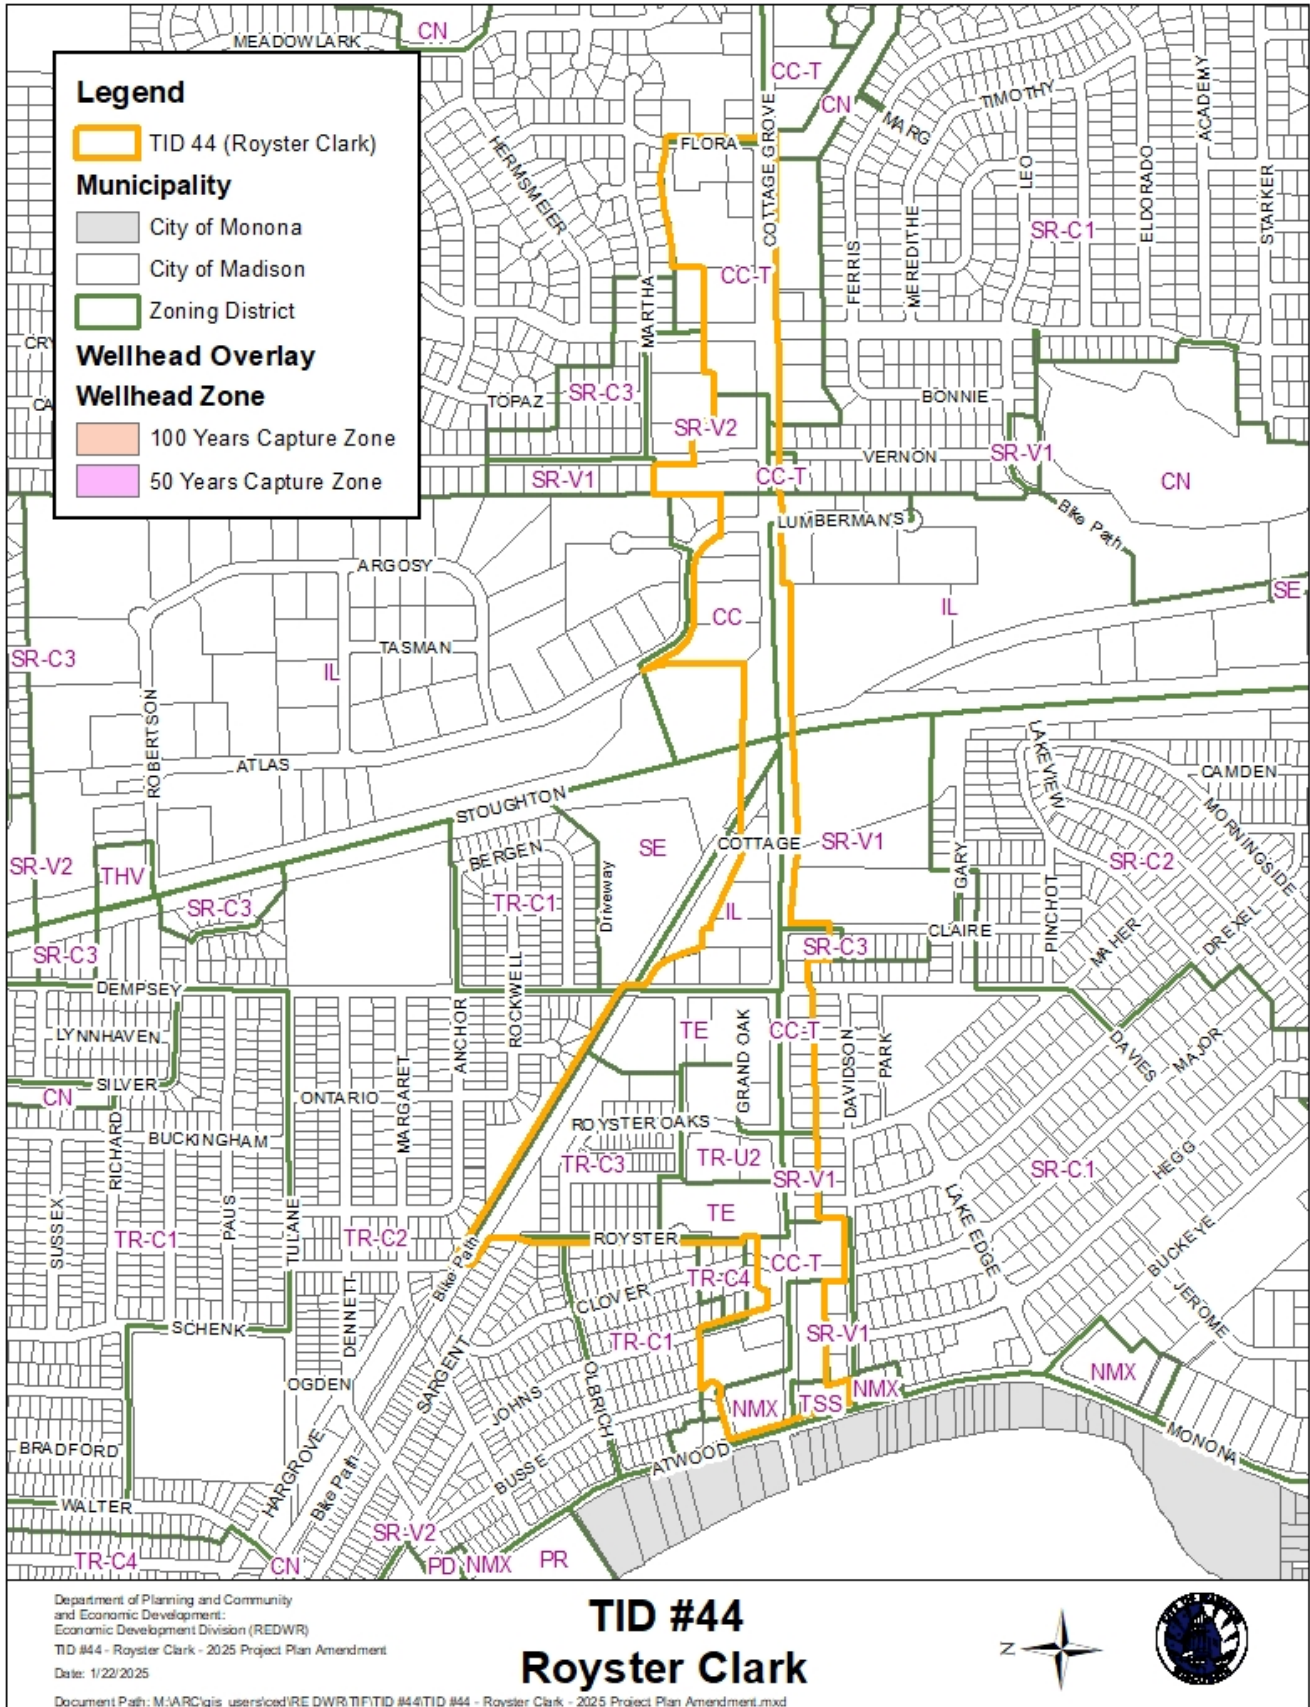 MEADOWLARK
CN
CC-T
CN
MARG
TIMOTHY
ACADEMY
COTTAGE GROVE
FLORA
HERMSMEIER
LEO
ELDORADO
STARKER
FERRIS
MEREDITHE
SR-C1
CC-T
MARTHA
Legend
TID 44 (Royster Clark)
Municipality
City of Monona
City of Madison
Zoning District
Wellhead Overlay
Wellhead Zone
100 Years Capture Zone
50 Years Capture Zone
CRY
CA
TOPAZ
SR-C3
BONNIE
SR-V2
VERNON
SR-V1
SR-V1
CC-T
CN
LUMBERMAN'S
Bike Path
ARGOSY
SE
CC
IL
TASMAN
SR-C3
IL
ROBERTSON
ATLAS
LAKEVIEW
CAMDEN
STOUGHTON
MORNINGSIDE
COTTAGE
SR-V1
SE
BERGEN
GARY
SR-C2
SR-V2
THV
TR-C1
Driveway
IL
PINCHOT
SR-C3
CLAIRE
MAHER
DREXEL
SR-C3
SR-C3
ROCKWELL
DEMPSEY
LYNNHAVEN
ANCHOR
TE
GRAND OAK
CC-T
DAVIDSON
PARK
DAVIES
MAJOR
SILVER
CN
ONTARIO
MARGARET
RICHARD
BUCKINGHAM
ROYSTER OAKS
TR-C3
TR-U2
SR-V1
SR-C1
HEGG
SUSSEX
PAUS
TULANE
TE
LAKE EDGE
TR-C1
TR-C2
ROYSTER
BUCKEYE
Bike Path
CC-T
TR-C4
CLOVER
JEROME
SCHENK
DENNETT
TR-C1
SR-V1
SARGENT
OLBRICH
OGDEN
NMX
JOHNS
NMX
TSS
NMX
BRADFORD
HARGROVE
BUSSE
ATWOOD
MONONA
Bike Path
WALTER
SR-V2
TR-C4
CN
PD
NMX
PR
Department of Planning and Community
and Economic Development:
Economic Development Division (REDWR)
TID #44 - Royster Clark - 2025 Project Plan Amendment
Date: 1/22/2025
Document Path: M:\ARC\gis_users\ced\RE DWR\TIF\TID #44\TID #44 - Royster Clark - 2025 Project Plan Amendment.mxd
TID #44
Royster Clark
N